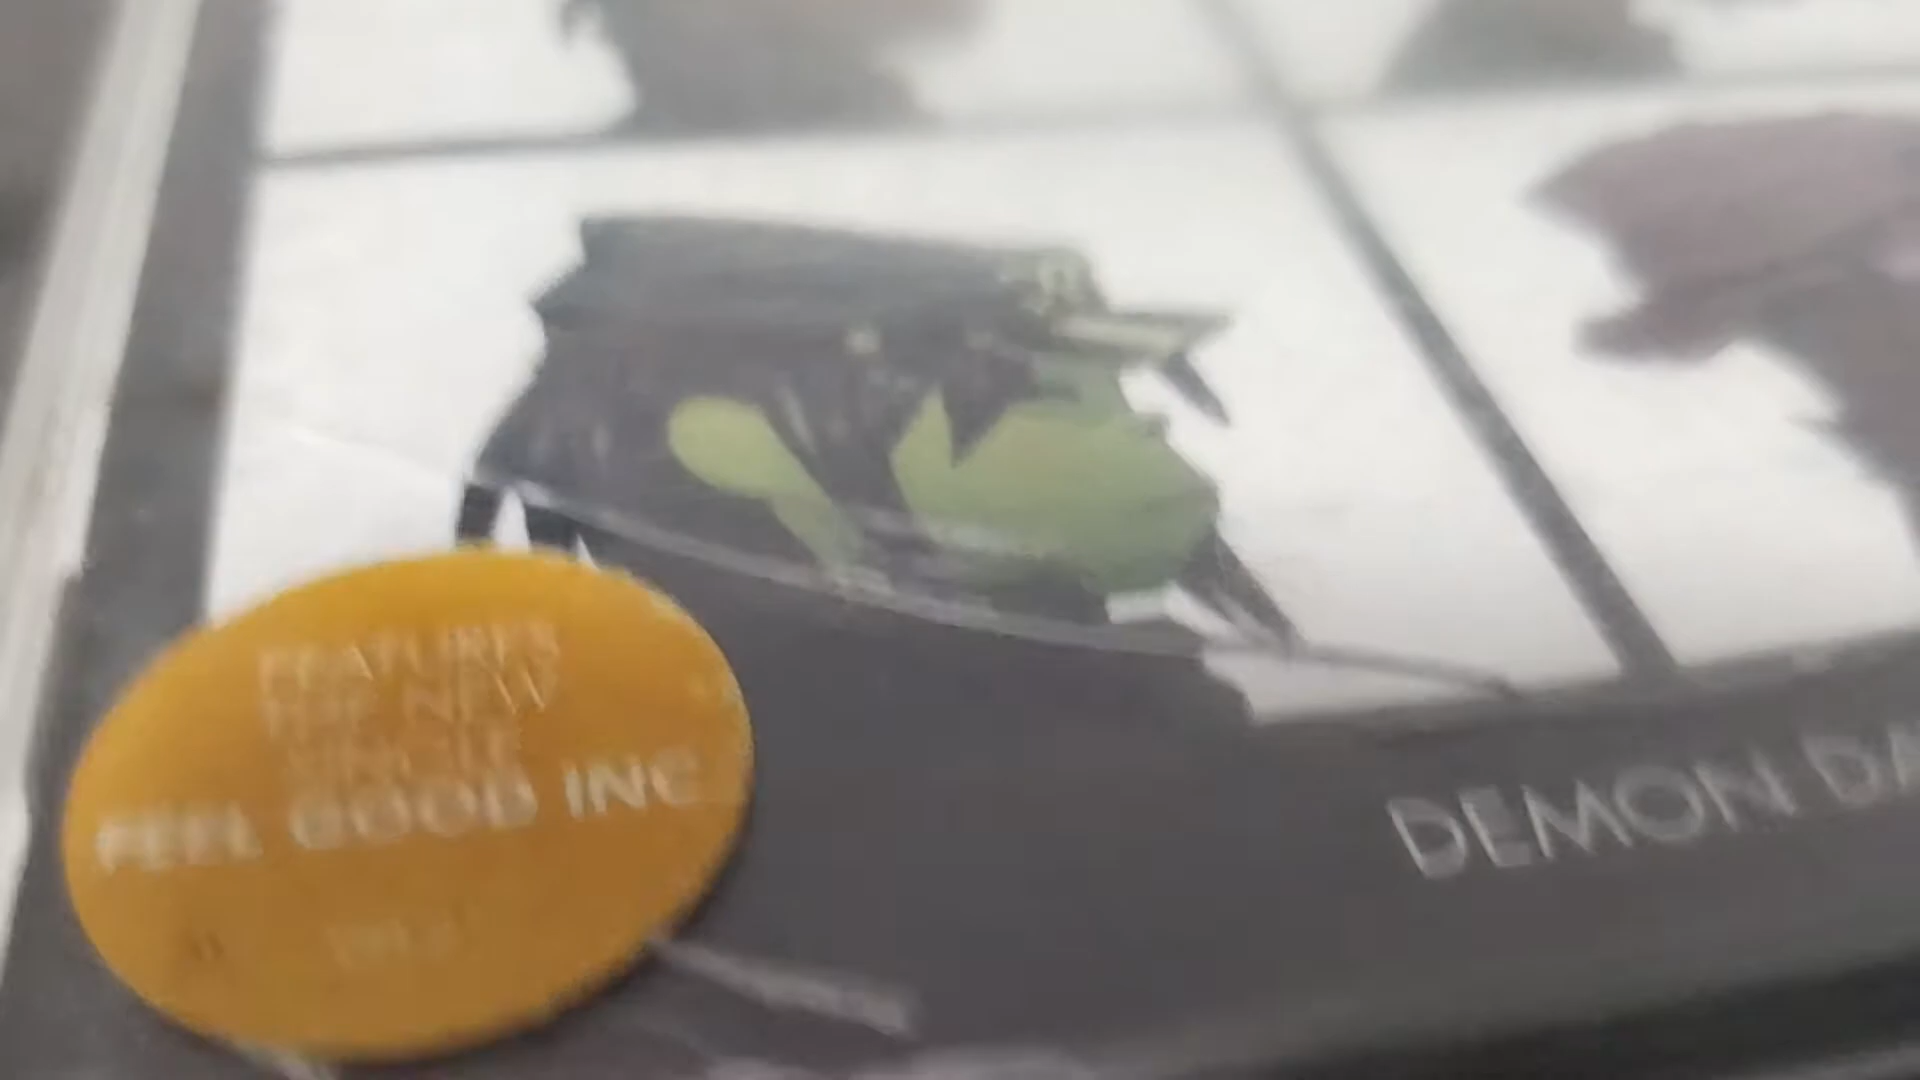 FEATURES
THE NEW
SINGLE
FEEL GOOD INC
DEMON DA